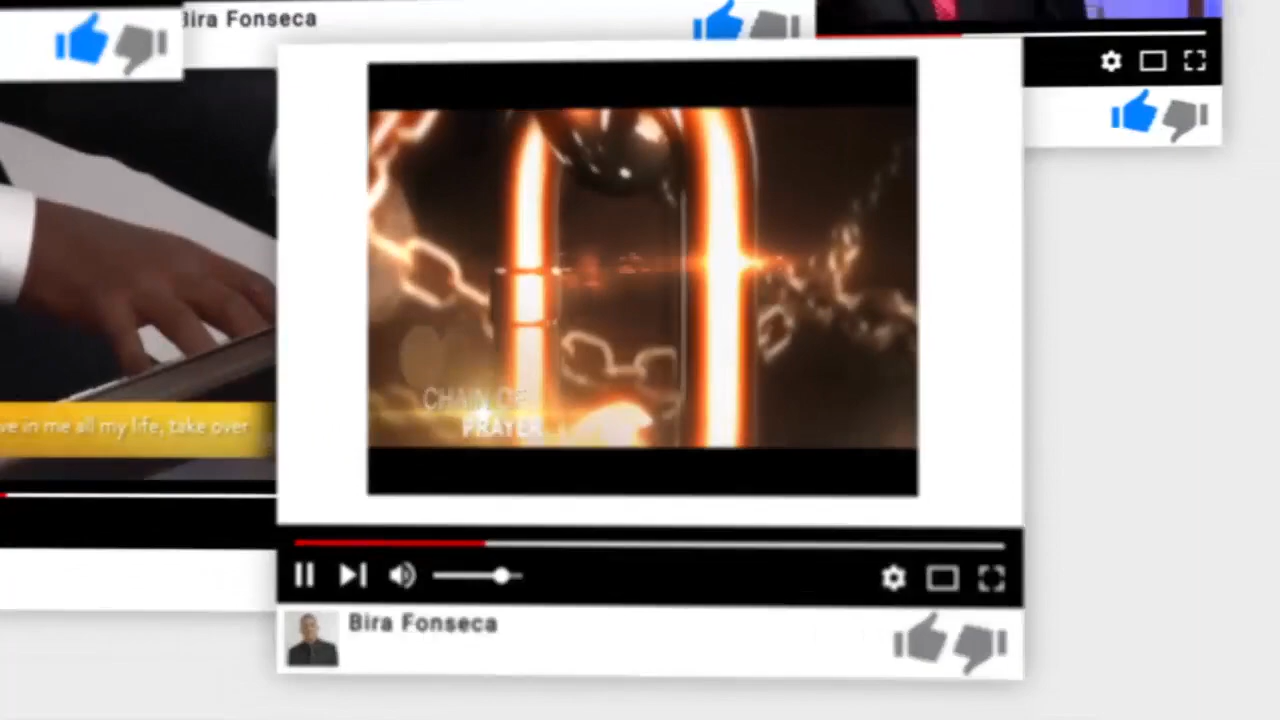 Bira Fonseca
CHAIN OF
PRAYER
ve in me all my life, take over
Bira Fonseca